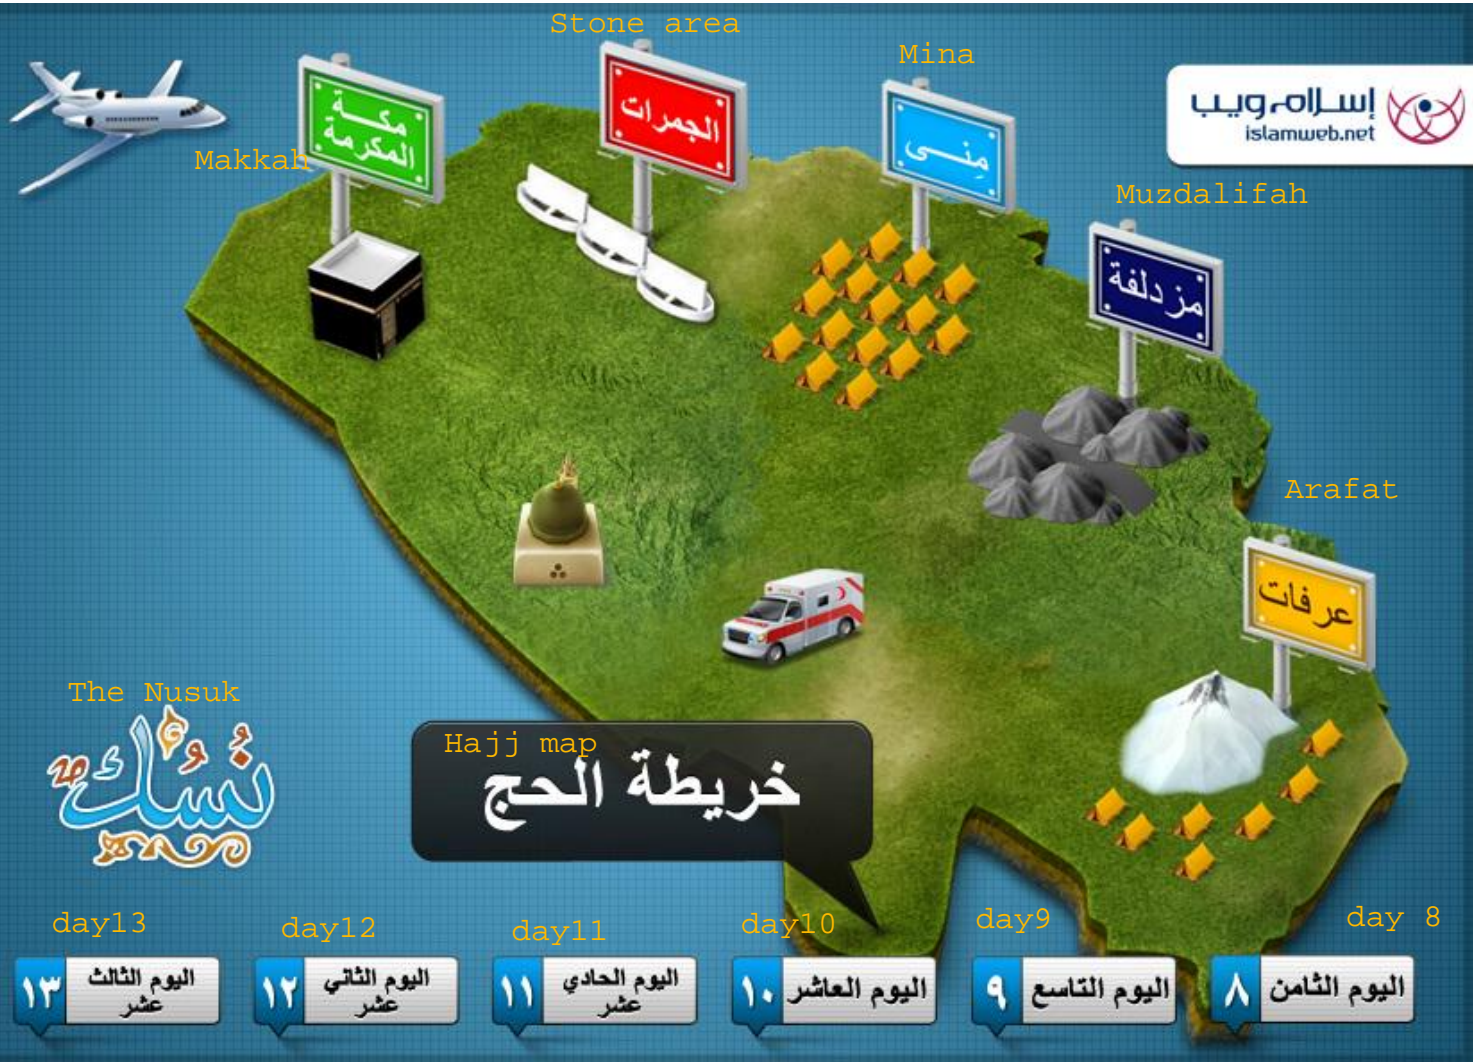 Stone area
Mina
إسلام ويب
islamweb.net
مكة
المكرمة
الجمرات
مِنى
Makkah
Muzdalifah
مزدلفة
Arafat
عرفات
The Nusuk
نُسُك
Hajj map
خريطة الحج
day13
day12
day11
day10
day9
day 8
اليوم الثامن ٨
اليوم التاسع ٩
اليوم العاشر ١٠
اليوم الحادي
عشر
١١
اليوم الثاني
عشر
١٢
اليوم الثالث
عشر
١٣